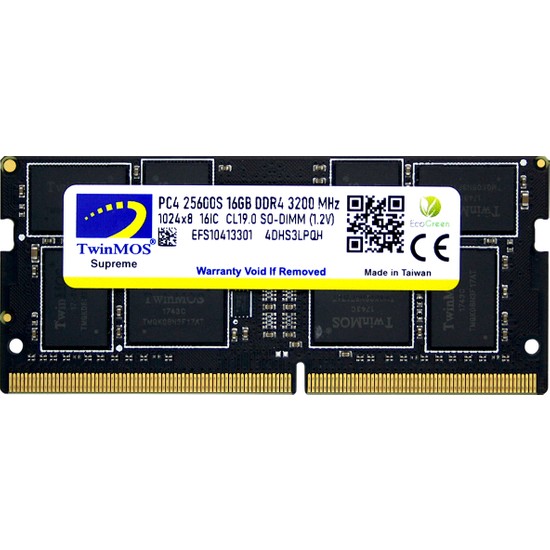 PC4 25600S 16GB DDR4 3200 MHz
1024x8 16IC CL19.0 SO-DIMM (1.2V)
EFS10413301 4DHS3LPQH
TwinMOS®
Supreme
EcoGreen
Warranty Void If Removed
Made in Taiwan
CE
TwinMOS